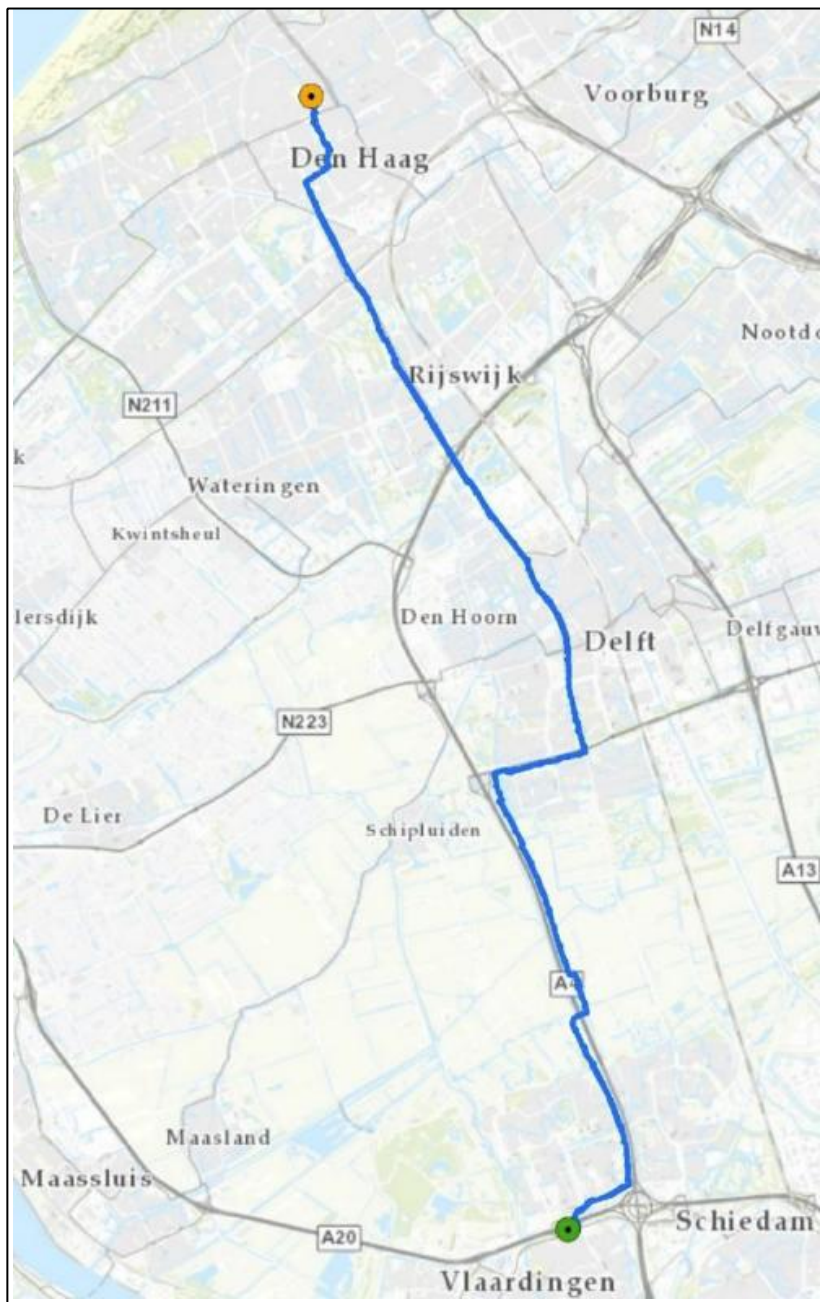 N14
Voorburg
Den Haag
Nootdo
Rijswijk
N211
k
Wateringen
Kwintsheul
lersdijk
Den Hoorn
Delft
Delfgauw
N223
De Lier
Schipluiden
A13
A4
Maasland
Maassluis
Schiedam
A20
Vlaardingen